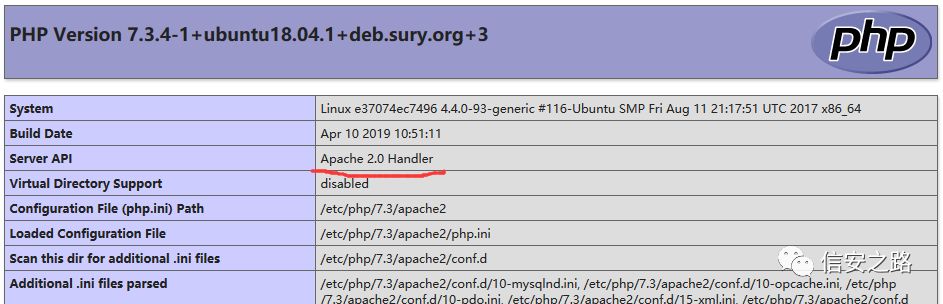 PHP Version 7.3.4-1+ubuntu18.04.1+deb.sury.org+3
php
System Linux e37074ec7496 4.4.0-93-generic #116-Ubuntu SMP Fri Aug 11 21:17:51 UTC 2017 x86_64
Build Date Apr 10 2019 10:51:11
Server API Apache 2.0 Handler
Virtual Directory Support disabled
Configuration File (php.ini) Path /etc/php/7.3/apache2
Loaded Configuration File /etc/php/7.3/apache2/php.ini
Scan this dir for additional .ini files /etc/php/7.3/apache2/conf.d
信安之路
Additional .ini files parsed /etc/php/7.3/apache2/conf.d/10-mysqlnd.ini, /etc/php/7.3/apache2/conf.d/10-opcache.ini, /etc/php
/7.3/apache2/conf.d/10-pdo.ini, /etc/php/7.3/apache2/conf.d/15-xml.ini, /etc/php/7.3/apache2/conf.d